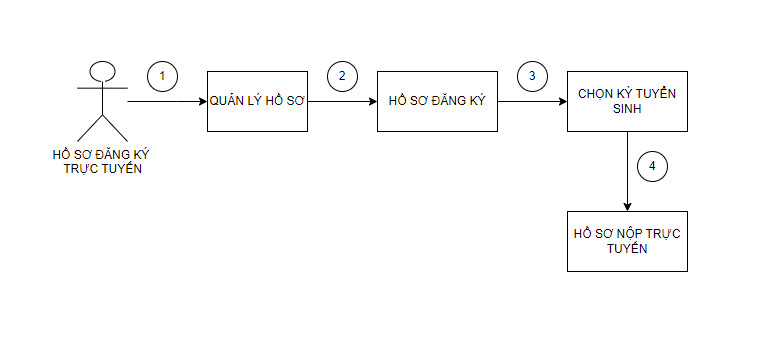 1
2
3
QUẢN LÝ HỒ SƠ
HỒ SƠ ĐĂNG KÝ
CHỌN KỲ TUYỂN
SINH
HỒ SƠ ĐĂNG KÝ
TRỰC TUYẾN
4
HỒ SƠ NỘP TRỰC
TUYẾN